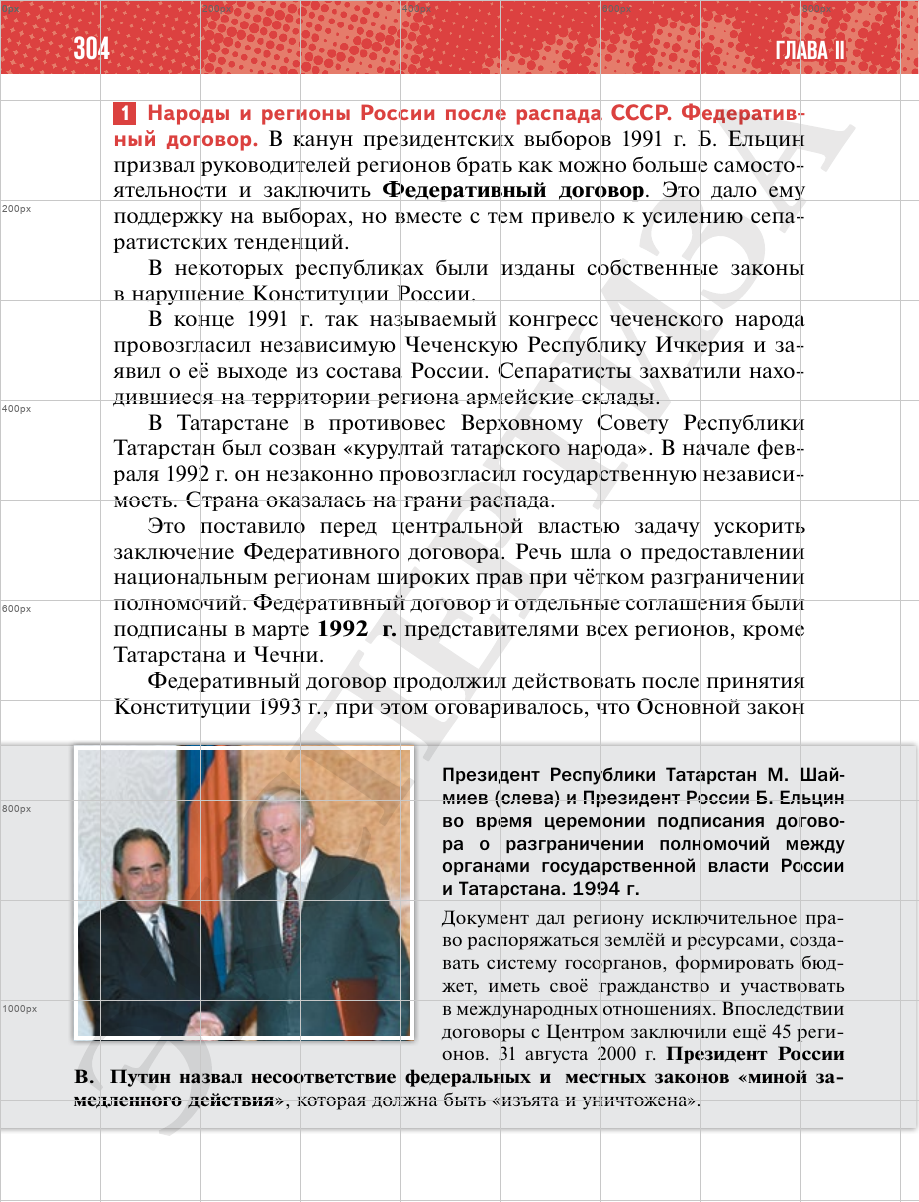 304
ГЛАВА II
1 Народы и регионы России после распада СССР. Федератив-
ный договор. В канун президентских выборов 1991 г. Б. Ельцин
призвал руководителей регионов брать как можно больше самосто-
ятельности и заключить Федеративный договор. Это дало ему
поддержку на выборах, но вместе с тем привело к усилению сепа-
ратистских тенденций.
В некоторых республиках были изданы собственные законы
в нарушение Конституции России.
В конце 1991 г. так называемый конгресс чеченского народа
провозгласил независимую Чеченскую Республику Ичкерия и за-
явил о её выходе из состава России. Сепаратисты захватили нахо-
дившиеся на территории региона армейские склады.
В Татарстане в противовес Верховному Совету Республики
Татарстан был созван «курултай татарского народа». В начале фев-
раля 1992 г. он незаконно провозгласил государственную независи-
мость. Страна оказалась на грани распада.
Это поставило перед центральной властью задачу ускорить
заключение Федеративного договора. Речь шла о предоставлении
национальным регионам широких прав при чётком разграничении
полномочий. Федеративный договор и отдельные соглашения были
подписаны в марте 1992 г. представителями всех регионов, кроме
Татарстана и Чечни.
Федеративный договор продолжил действовать после принятия
Конституции 1993 г., при этом оговаривалось, что Основной закон
Президент Республики Татарстан М. Шай-
миев (слева) и Президент России Б. Ельцин
во время церемонии подписания догово-
ра о разграничении полномочий между
органами государственной власти России
и Татарстана. 1994 г.
Документ дал региону исключительное пра-
во распоряжаться землёй и ресурсами, созда-
вать систему госорганов, формировать бюд-
жет, иметь своё гражданство и участвовать
в международных отношениях. Впоследствии
договоры с Центром заключили ещё 45 реги-
онов. 31 августа 2000 г. Президент России
В. Путин назвал несоответствие федеральных и местных законов «миной за-
медленного действия», которая должна быть «изъята и уничтожена».
ЭКСПЕРТИЗА
200px
400px
600px
800px
1000px